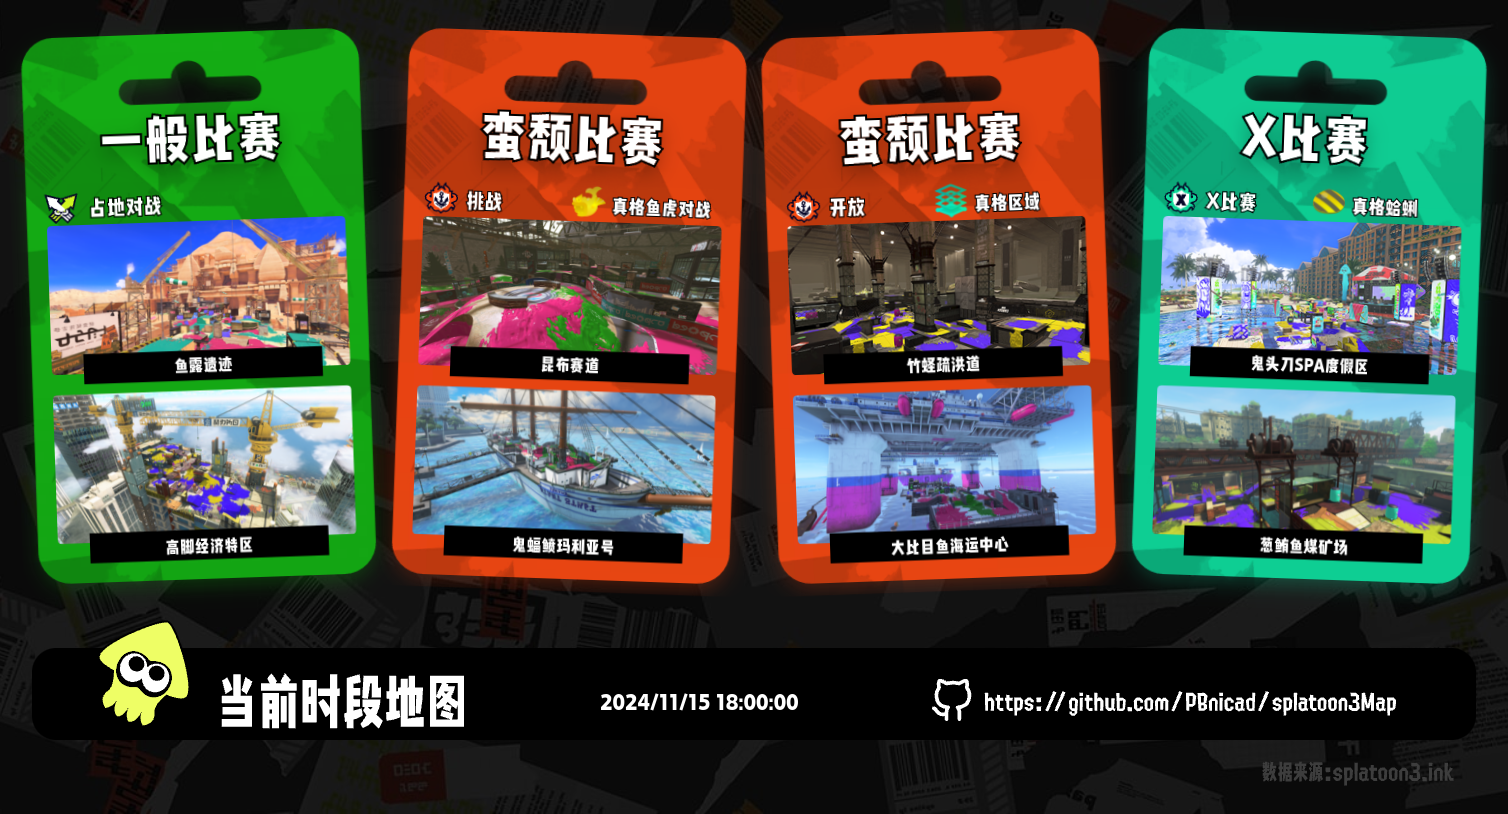 一般比赛
占地对战
鱼露遗迹
高脚经济特区
蛮颓比赛
挑战
真格鱼虎对战
昆布赛道
鬼蝠鲼玛利亚号
蛮颓比赛
开放
真格区域
竹蛏疏洪道
大比目鱼海运中心
X比赛
X比赛
真格蛤蜊
鬼头刀SPA度假区
葱鲔鱼煤矿场
当前时段地图
2024/11/15 18:00:00
https://github.com/PBnicad/splatoon3Map
数据来源:splatoon3.ink